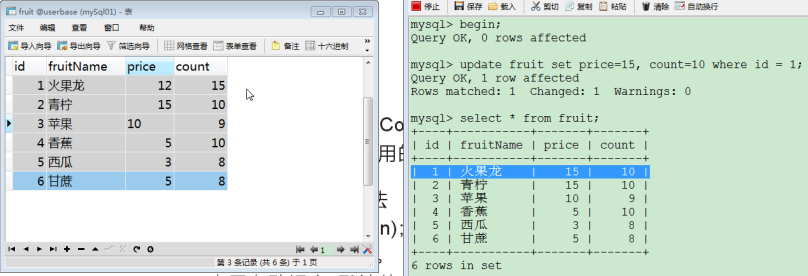 fruit @userbase (mySql01) - 表
文件 编辑 查看 窗口 帮助
导入向导 导出向导 筛选向导 网格查看 表单查看 备注 十六进制 »
id fruitName price count
1 火果龙 12 15
2 青柠 15 10
3 苹果 10 9
4 香蕉 5 10
5 西瓜 3 8
6 甘蔗 5 8
1
第 3 条记录 (共 6 条) 于 1 页
Co
用的
法
n);
停止 保存 载入 剪切 复制 粘贴 清除 自动换行
mysql> begin;
Query OK, 0 rows affected
mysql> update fruit set price=15, count=10 where id = 1;
Query OK, 1 row affected
Rows matched: 1 Changed: 1 Warnings: 0
mysql> select * from fruit;
+----+-----------+-------+-------+
| id | fruitName | price | count |
+----+-----------+-------+-------+
| 1 | 火果龙 | 15 | 10 |
| 2 | 青柠 | 15 | 10 |
| 3 | 苹果 | 10 | 9 |
| 4 | 香蕉 | 5 | 10 |
| 5 | 西瓜 | 3 | 8 |
| 6 | 甘蔗 | 5 | 8 |
+----+-----------+-------+-------+
6 rows in set